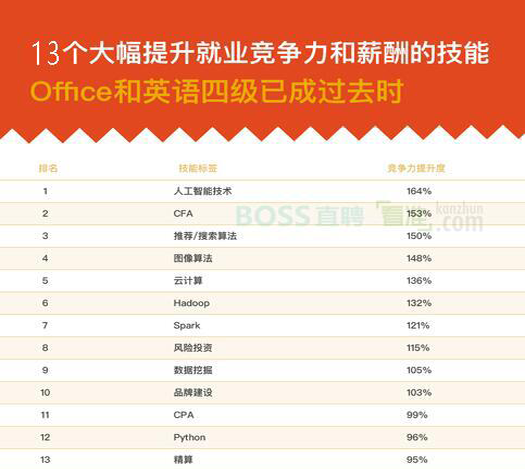 13个大幅提升就业竞争力和薪酬的技能
Office和英语四级已成过去时
排名 技能标签 竞争力提升度
1 人工智能技术 164%
2 CFA 153%
3 推荐/搜索算法 150%
4 图像算法 148%
5 云计算 136%
6 Hadoop 132%
7 Spark 121%
8 风险投资 115%
9 数据挖掘 105%
10 品牌建设 103%
11 CPA 99%
12 Python 96%
13 精算 95%
BOSS直聘
看准 kanzhun.com